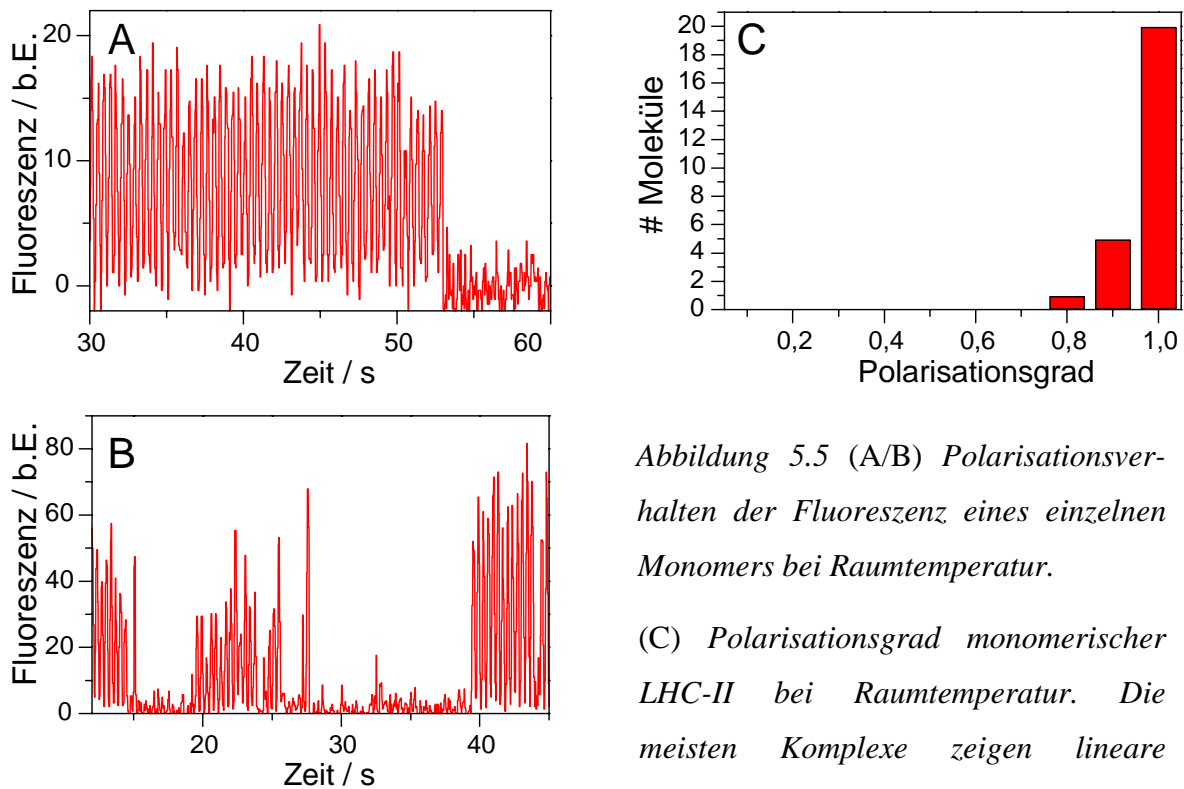 A
Fluoreszenz / b.E.
20
10
0
30
40
50
60
Zeit / s
B
Fluoreszenz / b.E.
80
60
40
20
0
20
30
40
Zeit / s
C
# Moleküle
20
18
16
14
12
10
8
6
4
2
0
0,2
0,4
0,6
0,8
1,0
Polarisationsgrad
Abbildung 5.5 (A/B) Polarisationsver-
halten der Fluoreszenz eines einzelnen
Monomers bei Raumtemperatur.
(C) Polarisationsgrad monomerischer
LHC-II bei Raumtemperatur. Die
meisten Komplexe zeigen lineare